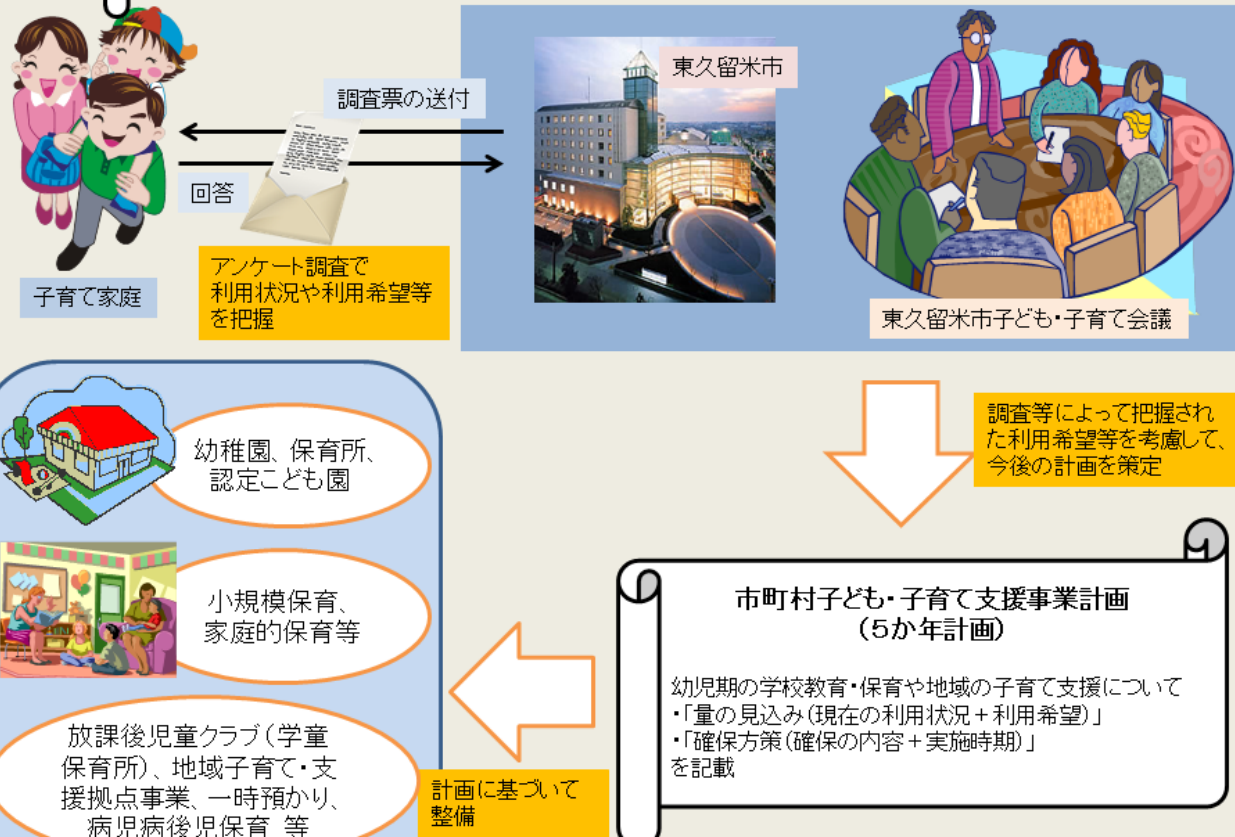 東久留米市
調査票の送付
回答
アンケート調査で
利用状況や利用希望等
を把握
子育て家庭
東久留米市子ども・子育て会議
調査等によって把握され
た利用希望等を考慮して、
今後の計画を策定
市町村子ども・子育て支援事業計画
(5か年計画)
幼児期の学校教育・保育や地域の子育て支援について
・「量の見込み(現在の利用状況+利用希望)」
・「確保方策(確保の内容+実施時期)」
を記載
計画に基づいて
整備
幼稚園、保育所、
認定こども園
小規模保育、
家庭的保育等
放課後児童クラブ(学童
保育所)、地域子育て・支
援拠点事業、一時預かり、
病児病後児保育 等